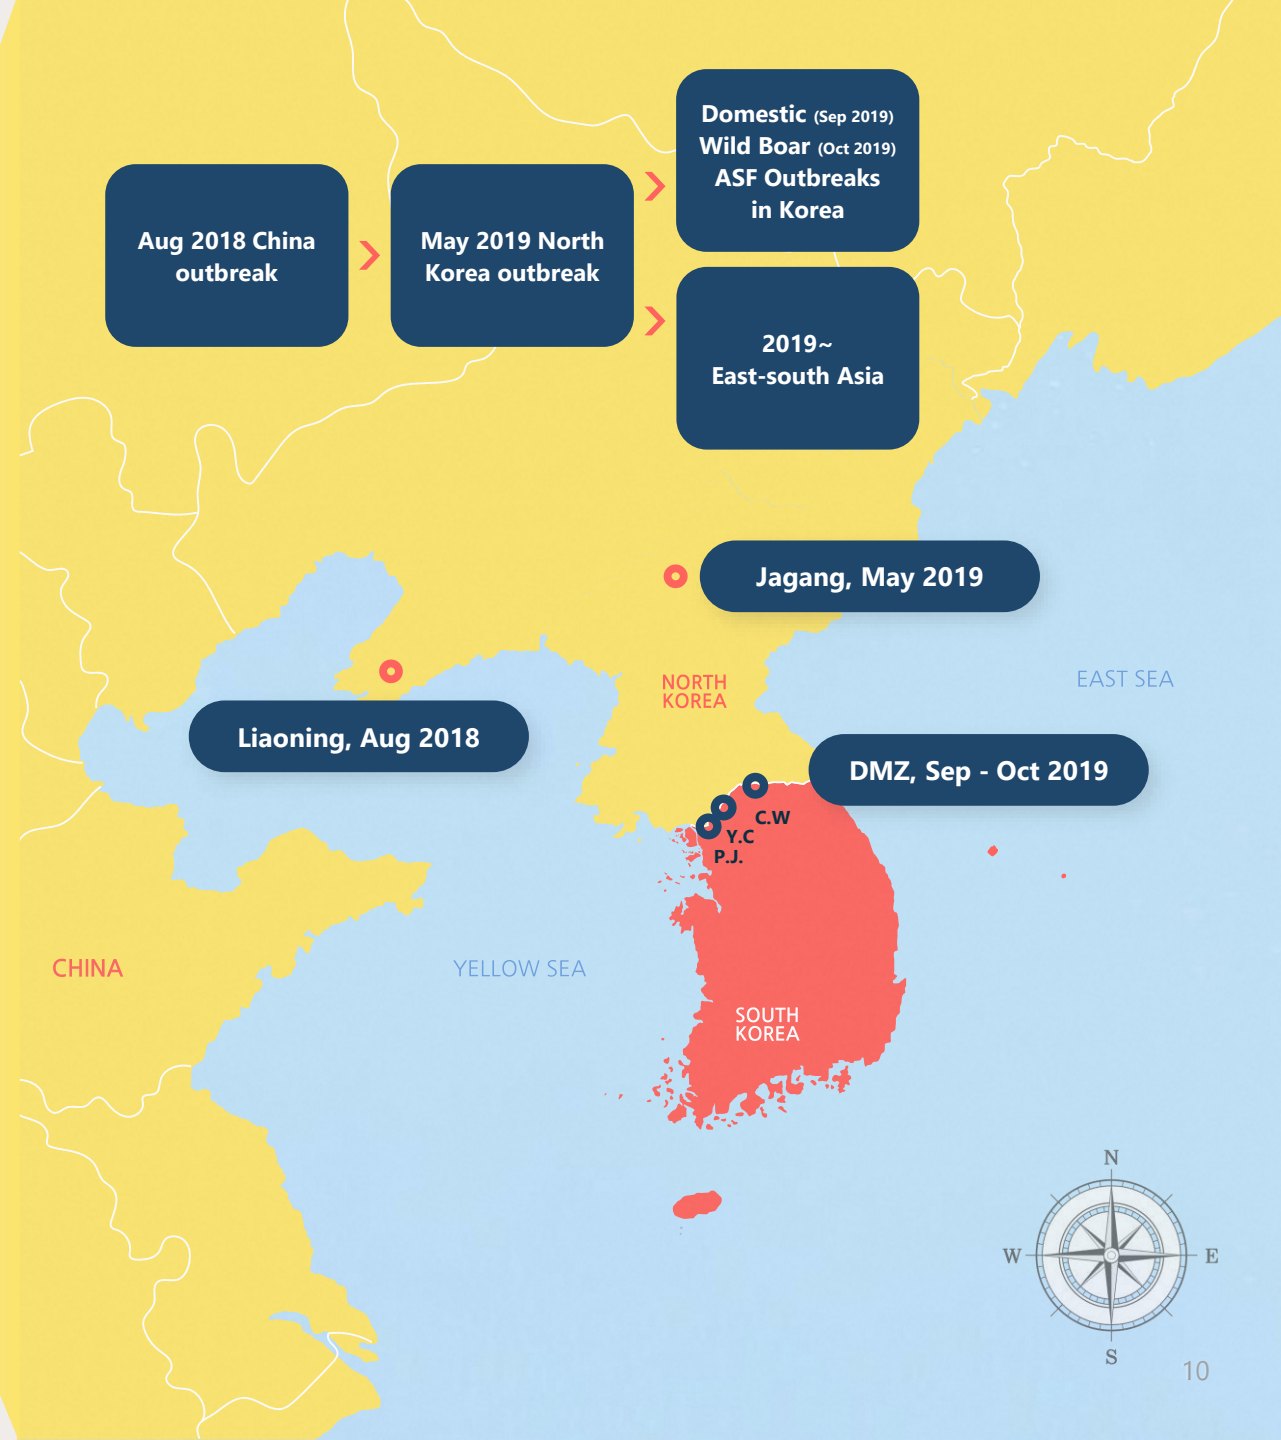 Aug 2018 China
outbreak
May 2019 North
Korea outbreak
Domestic (Sep 2019)
Wild Boar (Oct 2019)
ASF Outbreaks
in Korea
2019~
East-south Asia
Jagang, May 2019
NORTH
KOREA
EAST SEA
Liaoning, Aug 2018
DMZ, Sep - Oct 2019
C.W
Y.C
P.J.
CHINA
YELLOW SEA
SOUTH
KOREA
N
W
E
S
10